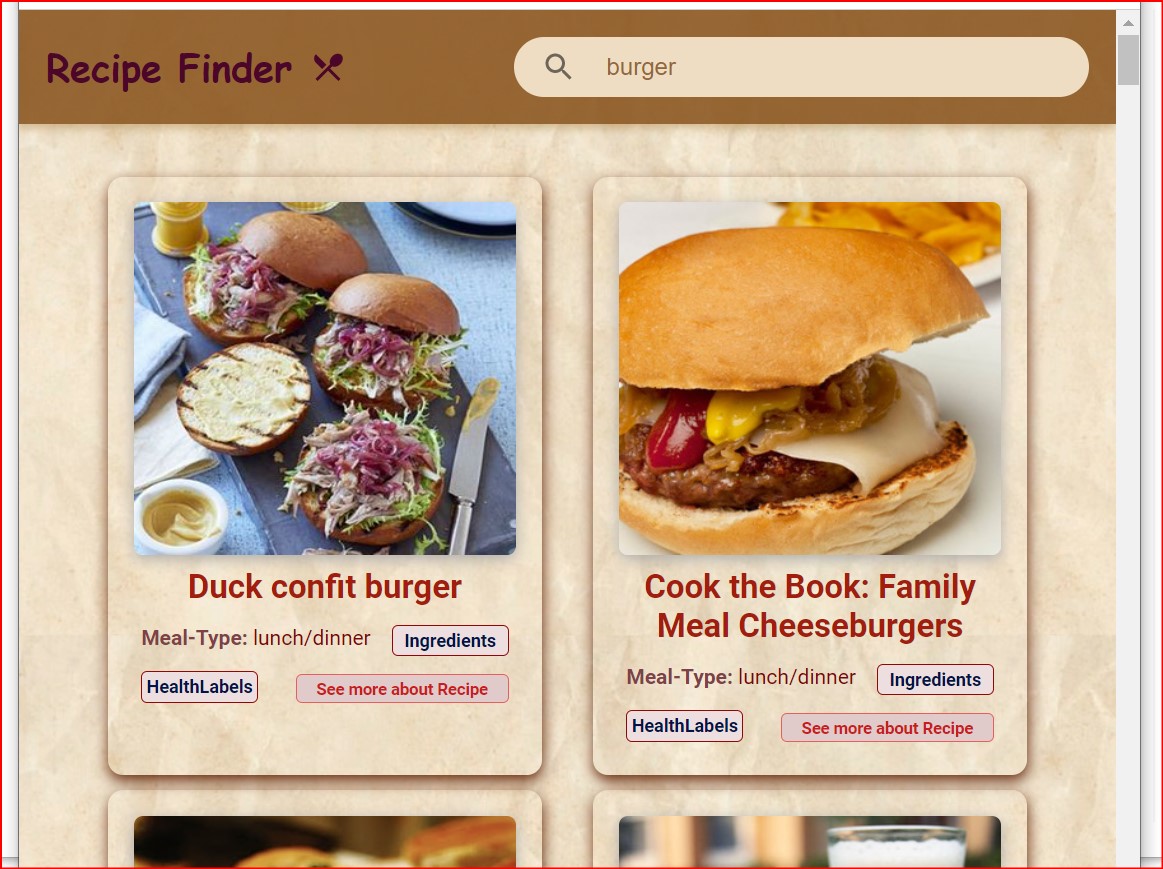 Recipe Finder
burger
Duck confit burger
Meal-Type: lunch/dinner
Ingredients
HealthLabels
See more about Recipe
Cook the Book: Family
Meal Cheeseburgers
Meal-Type: lunch/dinner
Ingredients
HealthLabels
See more about Recipe